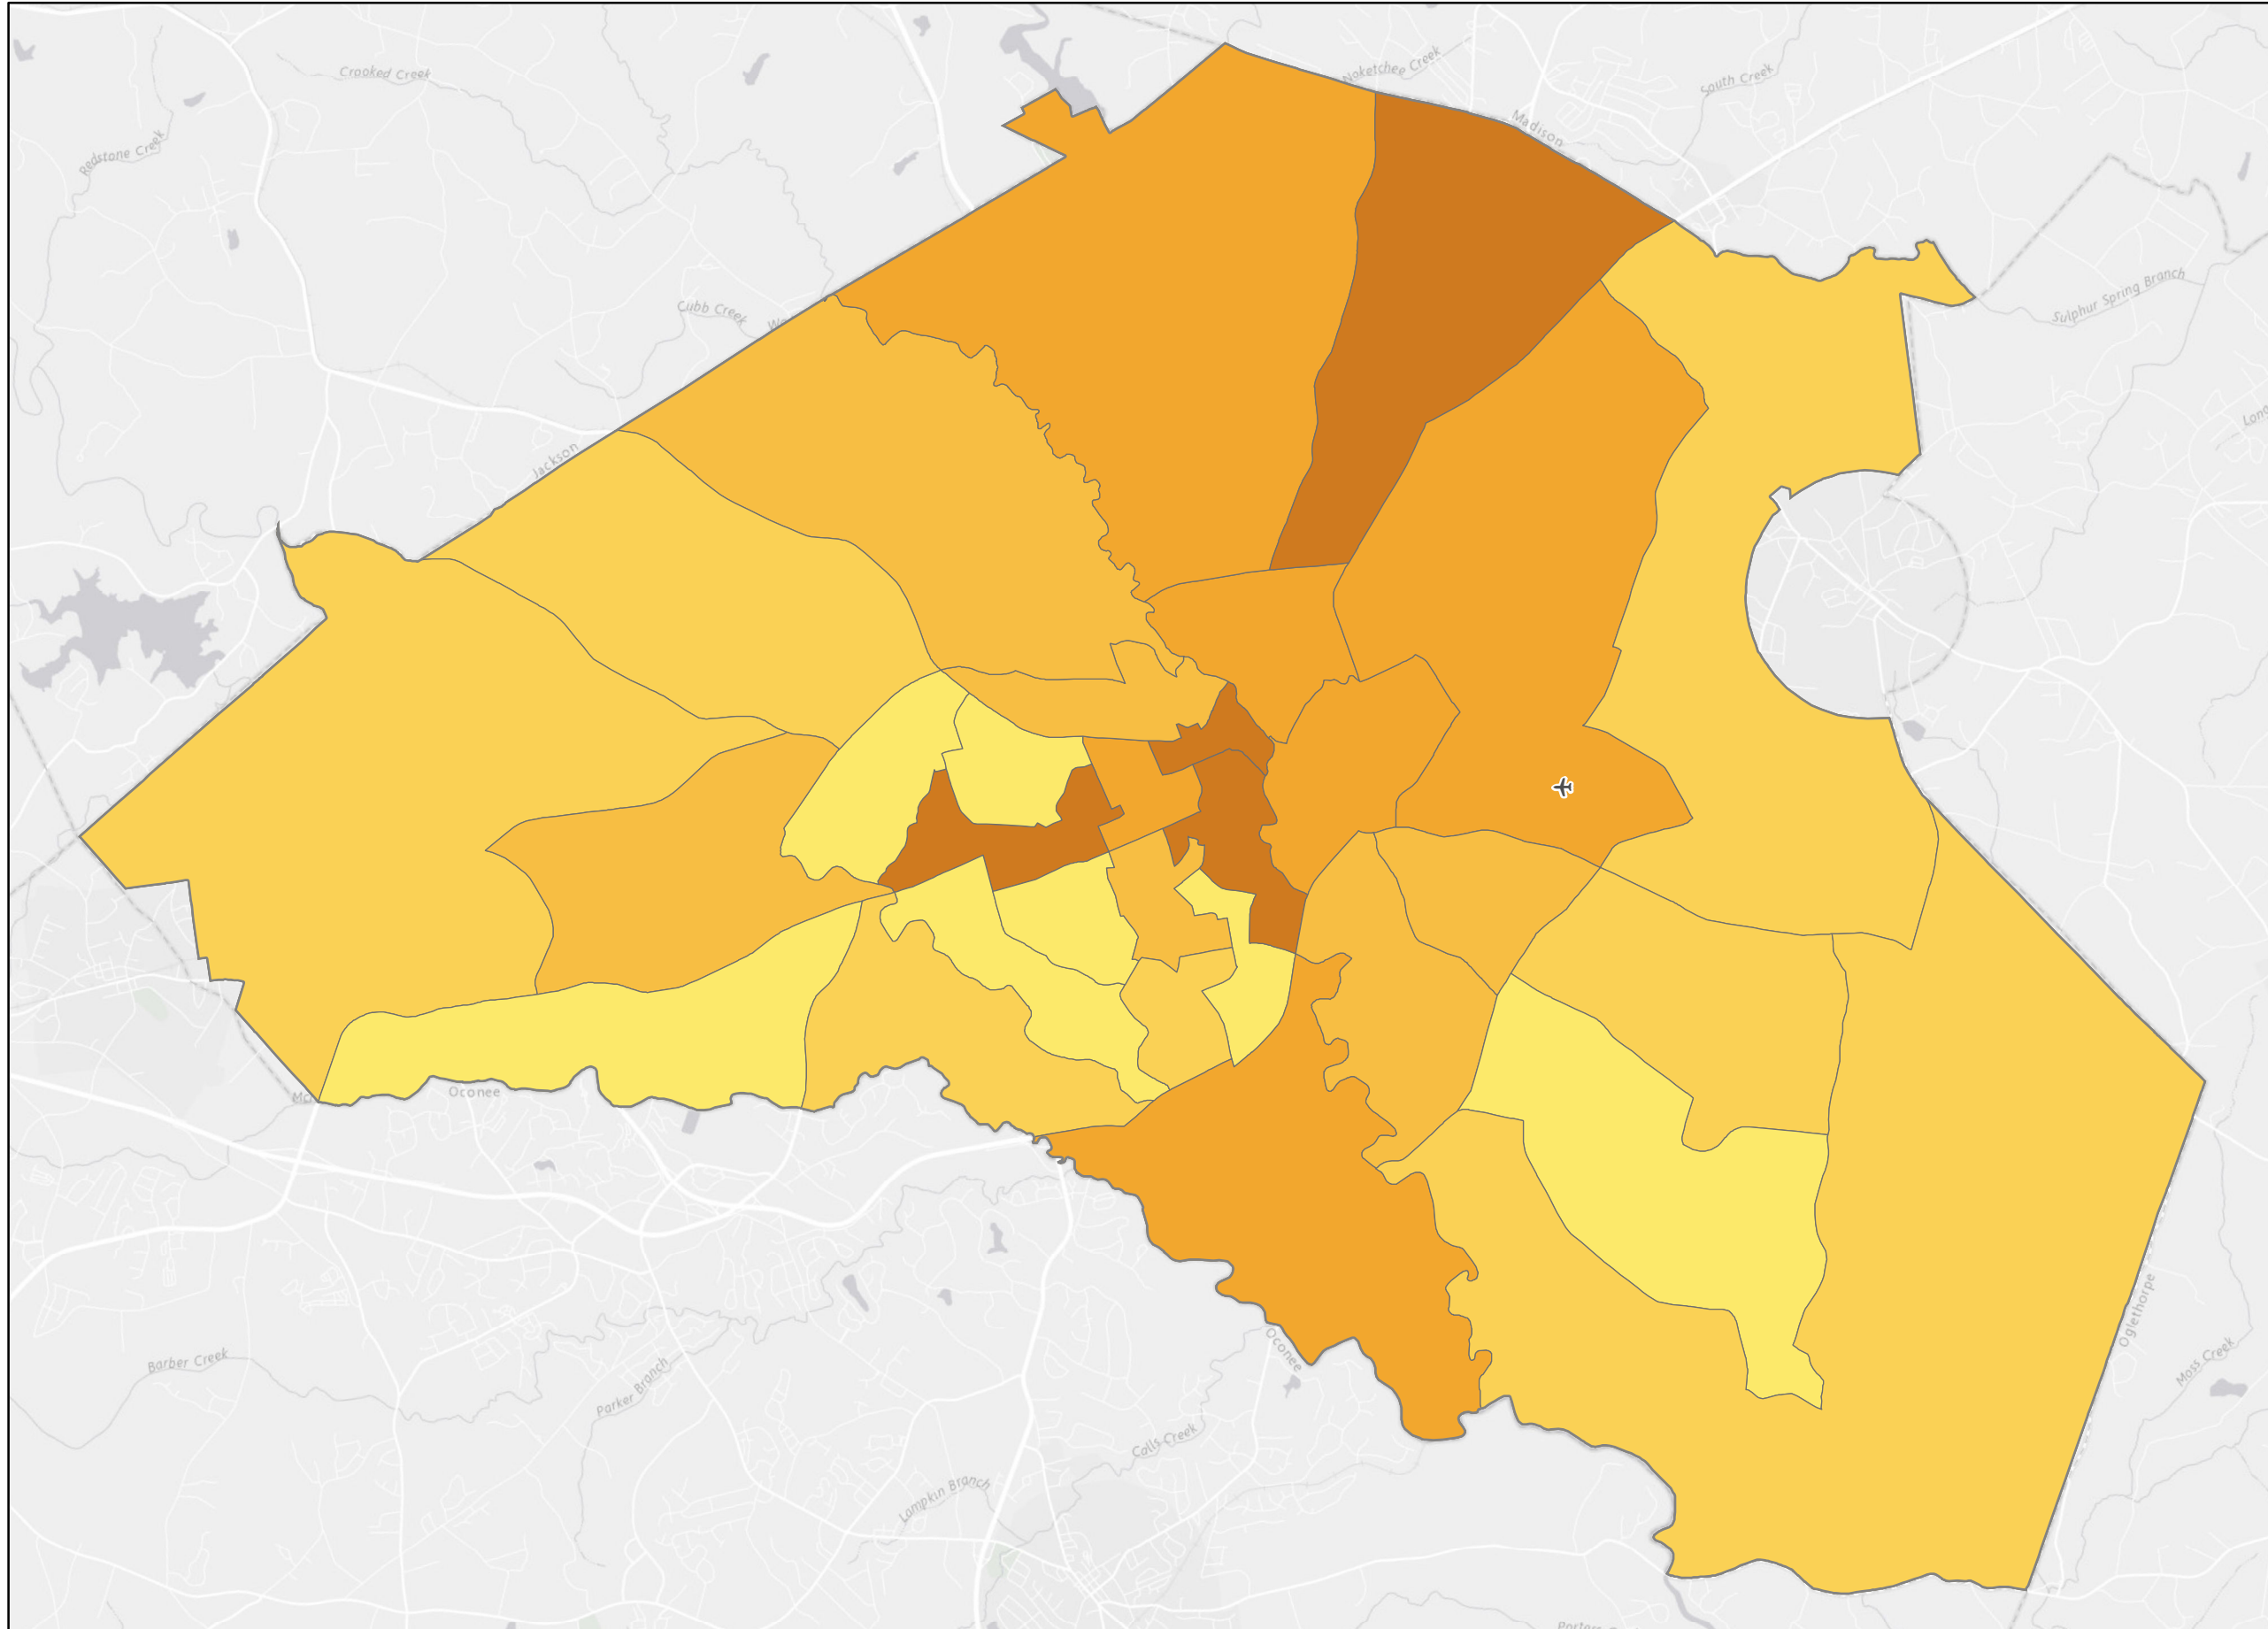 Crooked Creek
Noketchee Creek
South Creek
Redstone Creek
Madison
Sulphur Spring Branch
Cubb Creek
Jackson
Oconee
Oglethorpe
Oconee
Barber Creek
Moss Creek
Parker Branch
Calls Creek
Lampkin Branch